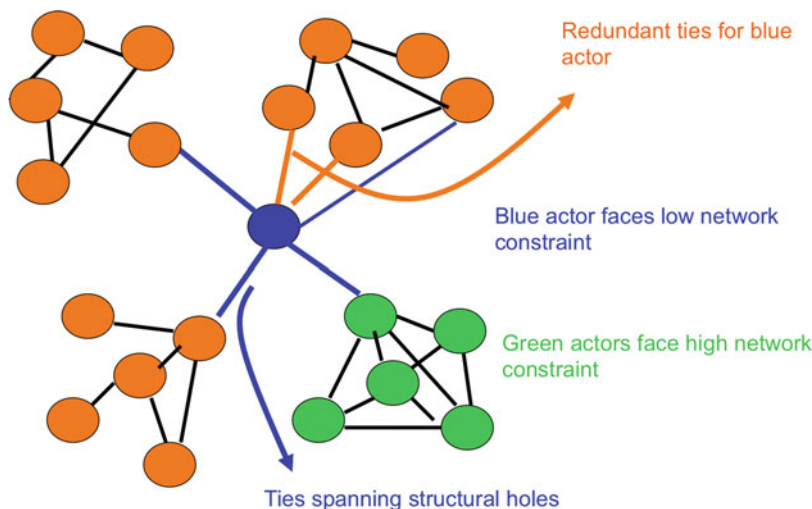 Redundant ties for blue
actor
Blue actor faces low network
constraint
Green actors face high network
constraint
Ties spanning structural holes